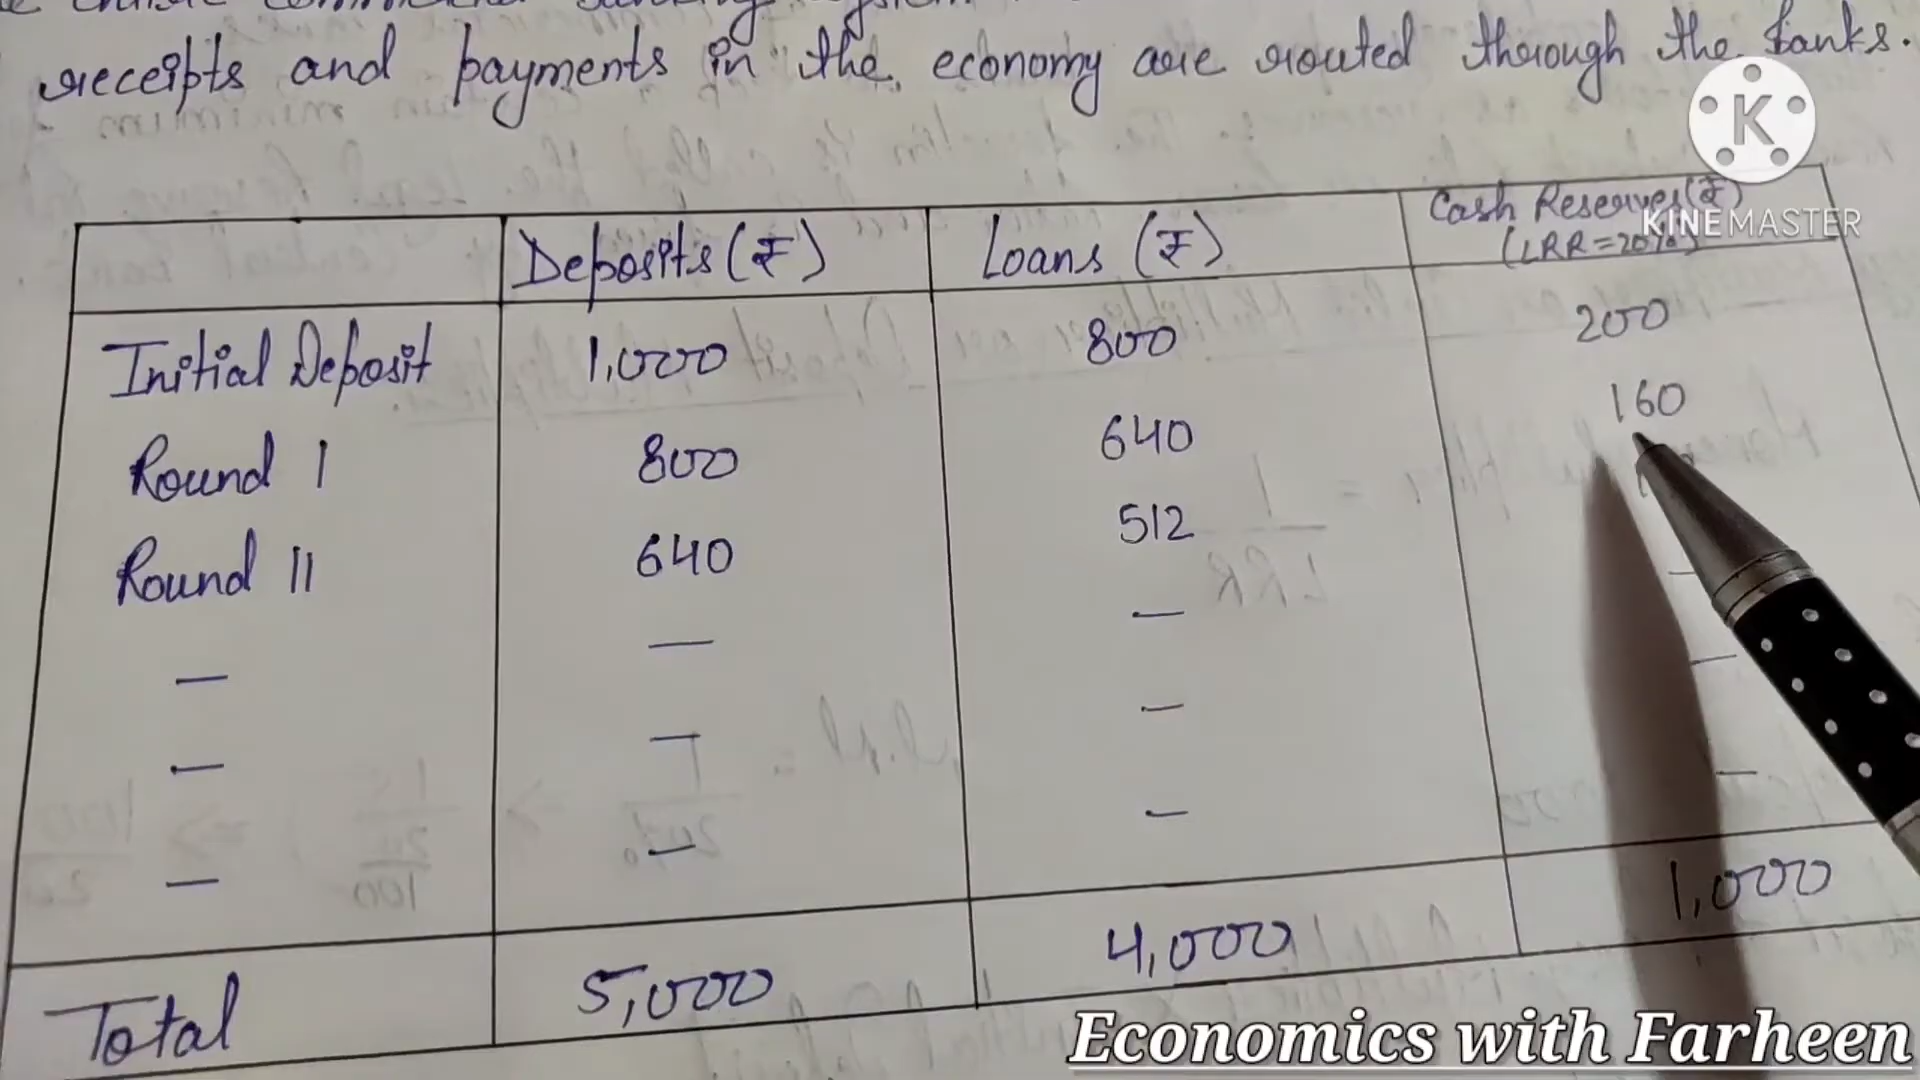 receipts and payments in the economy are routed through the banks.
K
KINEMASTER
Deposits (₹) Loans (₹) Cash Reserves (₹)
(LRR=20%)
Initial Deposit 1,000 800 200
Round I 800 640 160
Round II 640 512
— — — —
— — — —
— — — —
Total 5,000 4,000 1,000
Economics with Farheen